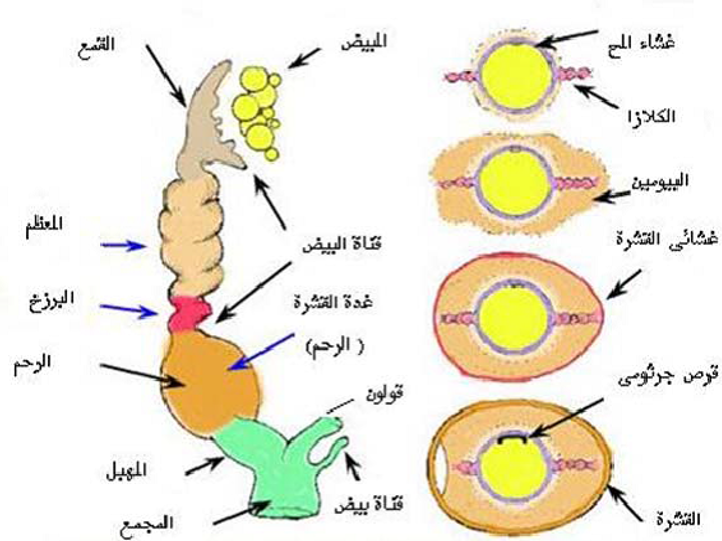 القمع
المبيض
المعظم
قناة البيض
البرزخ
غدة القشرة
(الرحم )
الرحم
قولون
المهبل
قناة بيض
المجمع
غشاء المح
الكلازا
البيومين
غشائى القشرة
قرص جرثومى
القشرة